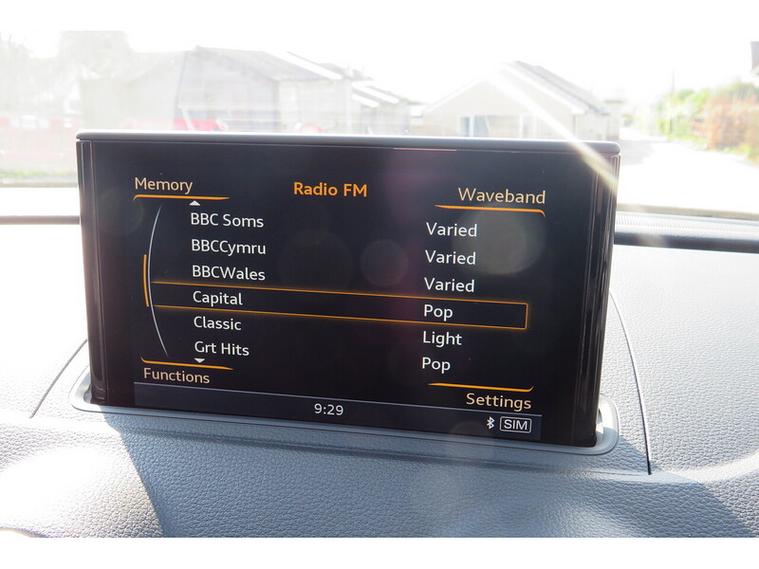 Memory Radio FM Waveband
BBC Soms Varied
BBCCymru Varied
BBCWales Varied
Capital Pop
Classic Light
Grt Hits Pop
Functions Settings
9:29 SIM